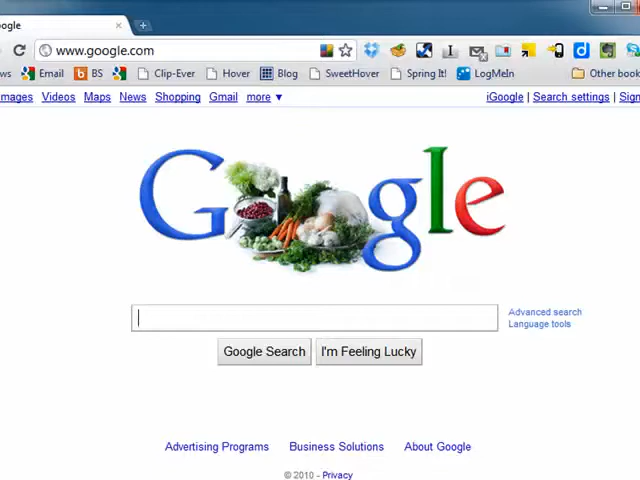 oogle
www.google.com
ws Email BS Clip-Ever Hover Blog SweetHover Spring It! LogMeIn Other book
Images Videos Maps News Shopping Gmail more ▼ iGoogle | Search settings | Sign
Google
Advanced search
Language tools
Google Search I'm Feeling Lucky
Advertising Programs Business Solutions About Google
© 2010 - Privacy